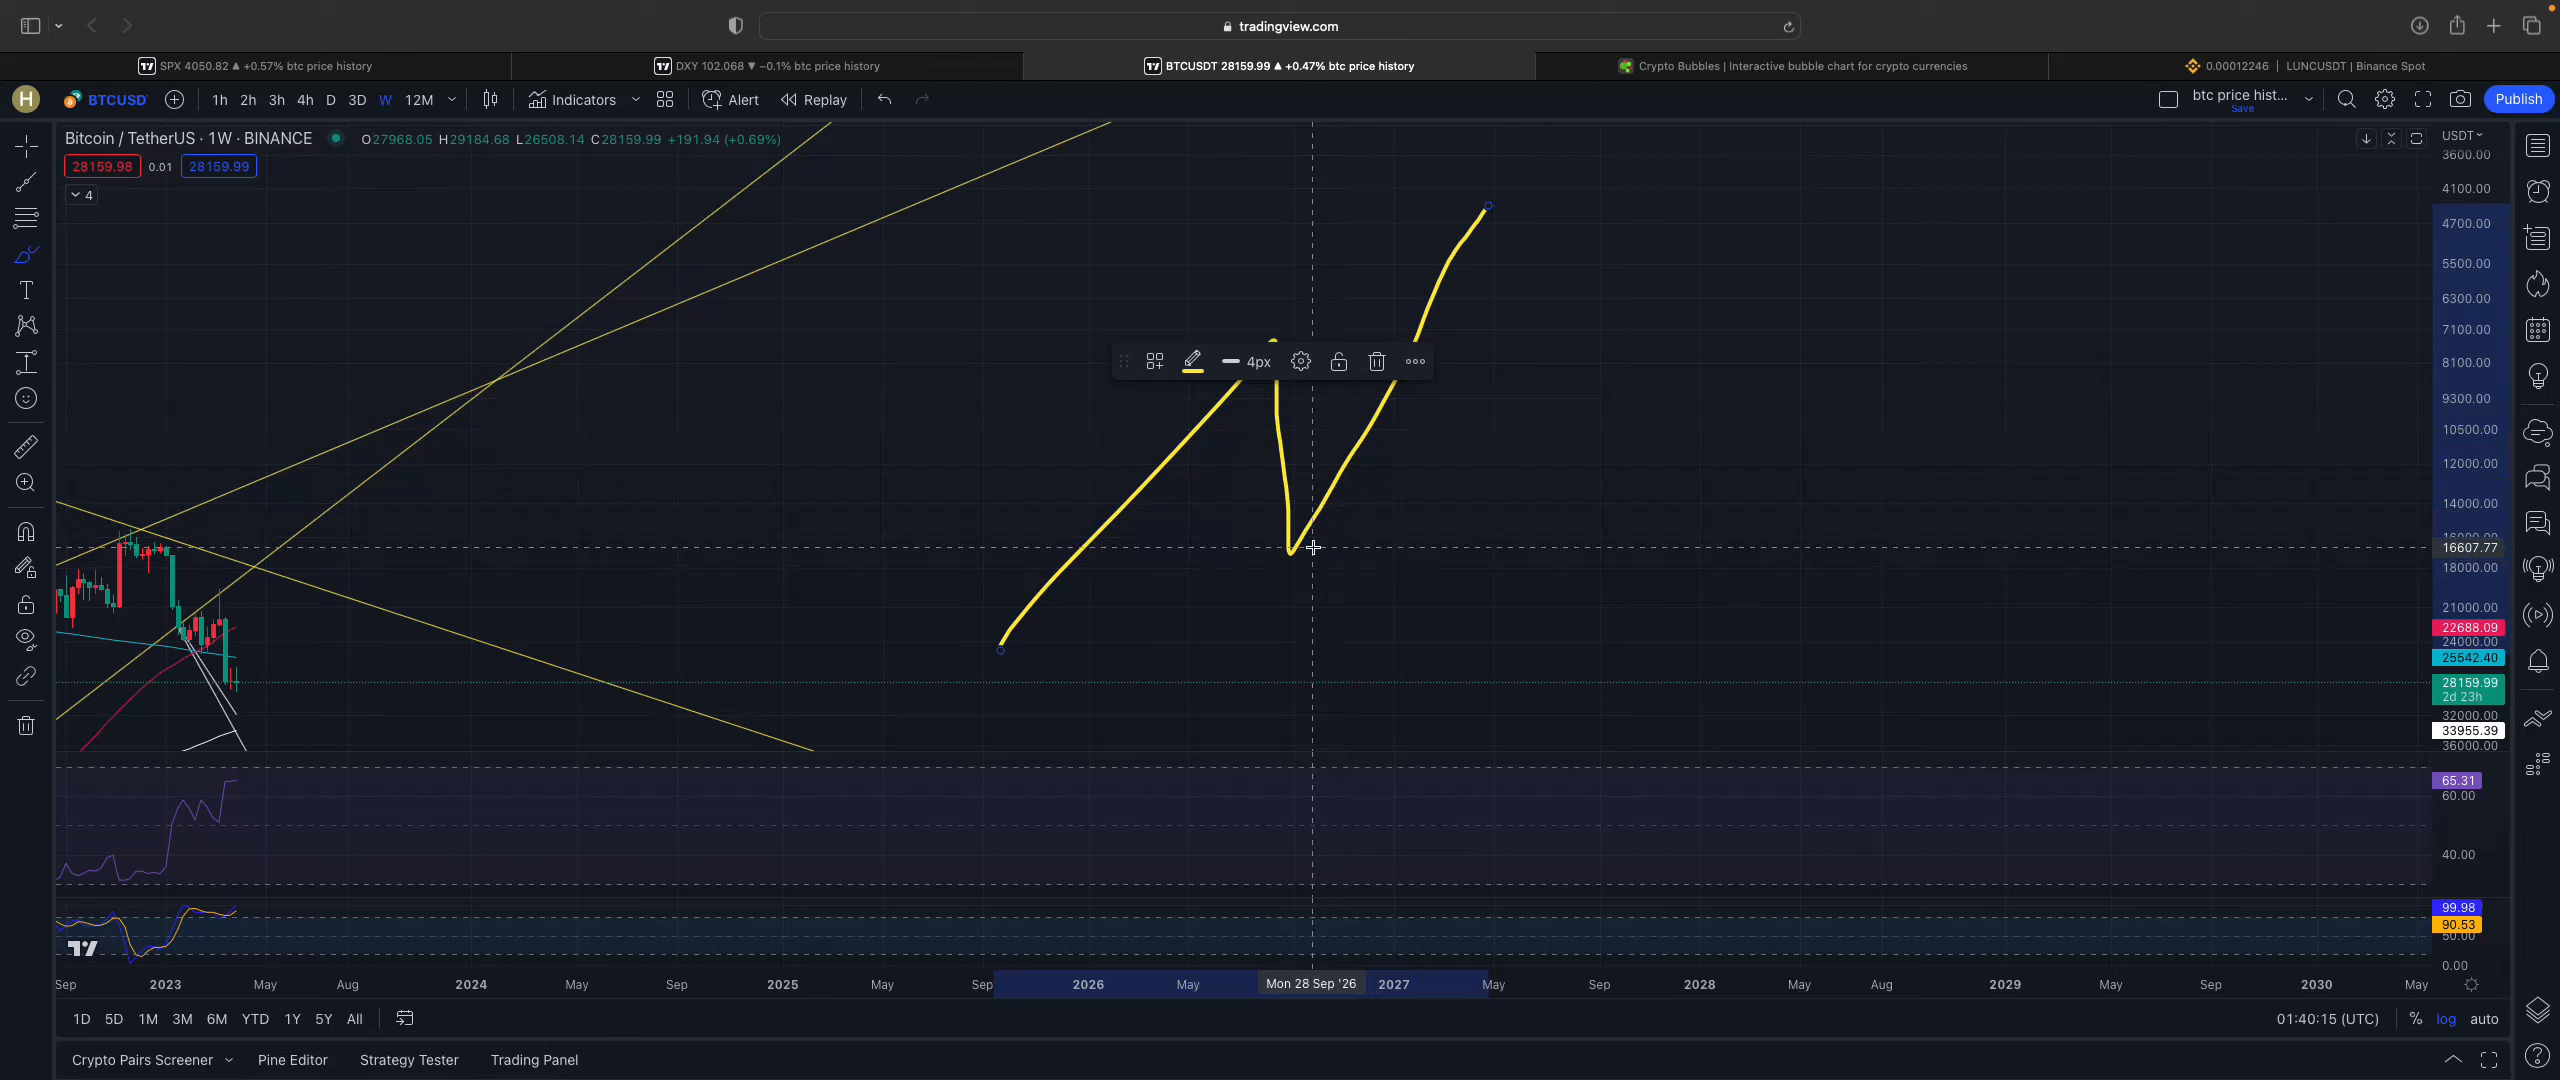 tradingview.com
SPX 4050.82 ▲ +0.57% btc price history
DXY 102.068 ▼ −0.1% btc price history
BTCUSDT 28159.99 ▲ +0.47% btc price history
Crypto Bubbles | Interactive bubble chart for crypto currencies
0.00012246 | LUNCUSDT | Binance Spot
H
BTCUSD
1h 2h 3h 4h D 3D W 12M
Indicators
Alert
Replay
btc price hist...
Save
Publish
Bitcoin / TetherUS · 1W · BINANCE
O27968.05 H29184.68 L26508.14 C28159.99 +191.94 (+0.69%)
28159.98 0.01 28159.99
4
USDT
3600.00
4100.00
4700.00
5500.00
6300.00
7100.00
4px
8100.00
9300.00
10500.00
12000.00
14000.00
16607.77
18000.00
21000.00
22688.09
24000.00
25542.40
28159.99
2d 23h
32000.00
33955.39
36000.00
65.31
60.00
40.00
99.98
90.53
50.00
0.00
Sep 2023 May Aug 2024 May Sep 2025 May Sep 2026 May Mon 28 Sep '26 2027 May Sep 2028 May Aug 2029 May Sep 2030 May
1D 5D 1M 3M 6M YTD 1Y 5Y All
01:40:15 (UTC) % log auto
Crypto Pairs Screener Pine Editor Strategy Tester Trading Panel